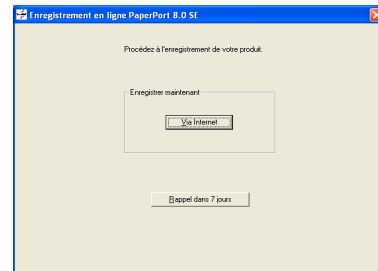 Enregistrement en ligne PaperPort 8.0 SE
Procédez à l'enregistrement de votre produit.
Enregistrer maintenant
Via Internet
Rappel dans 7 jours